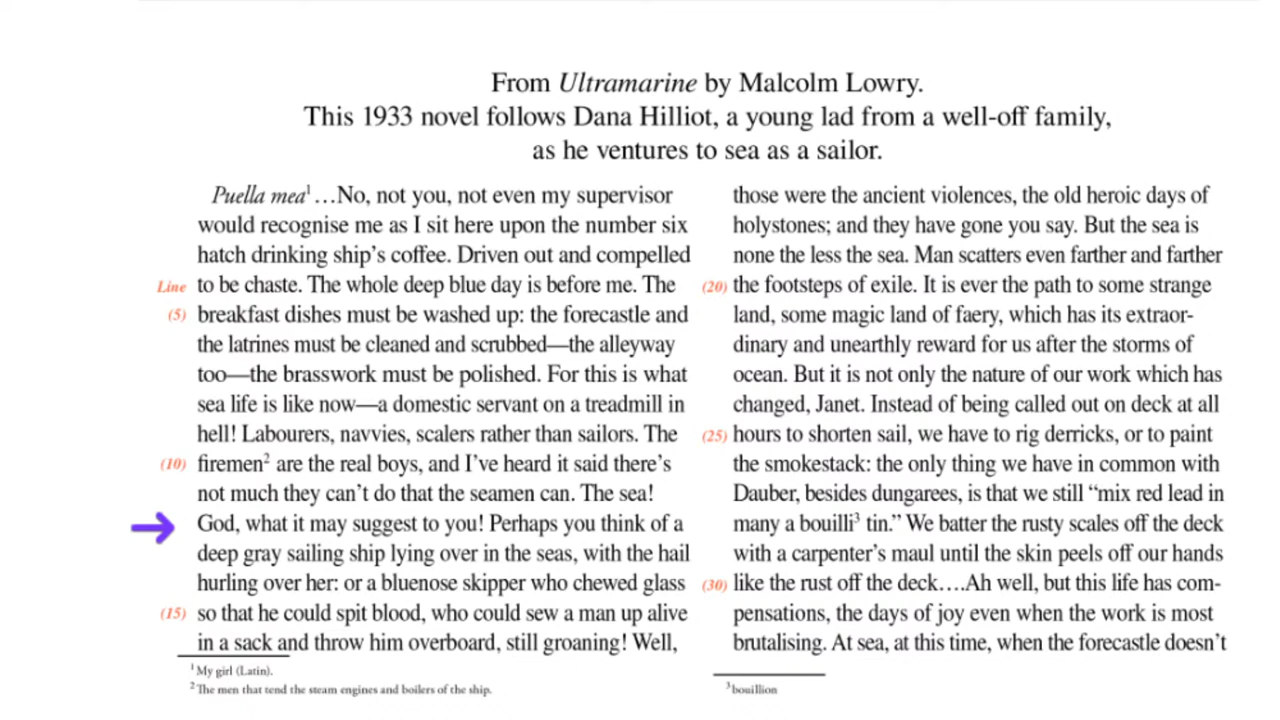 From Ultramarine by Malcolm Lowry.
This 1933 novel follows Dana Hilliot, a young lad from a well-off family,
as he ventures to sea as a sailor.
Puella mea¹…No, not you, not even my supervisor
would recognise me as I sit here upon the number six
hatch drinking ship's coffee. Driven out and compelled
Line to be chaste. The whole deep blue day is before me. The
(5) breakfast dishes must be washed up: the forecastle and
the latrines must be cleaned and scrubbed—the alleyway
too—the brasswork must be polished. For this is what
sea life is like now—a domestic servant on a treadmill in
hell! Labourers, navvies, scalers rather than sailors. The
(10) firemen² are the real boys, and I've heard it said there's
not much they can't do that the seamen can. The sea!
God, what it may suggest to you! Perhaps you think of a
deep gray sailing ship lying over in the seas, with the hail
hurling over her: or a bluenose skipper who chewed glass
(15) so that he could spit blood, who could sew a man up alive
in a sack and throw him overboard, still groaning! Well,
¹My girl (Latin).
²The men that tend the steam engines and boilers of the ship.
those were the ancient violences, the old heroic days of
holystones; and they have gone you say. But the sea is
none the less the sea. Man scatters even farther and farther
(20) the footsteps of exile. It is ever the path to some strange
land, some magic land of faery, which has its extraor-
dinary and unearthly reward for us after the storms of
ocean. But it is not only the nature of our work which has
changed, Janet. Instead of being called out on deck at all
(25) hours to shorten sail, we have to rig derricks, or to paint
the smokestack: the only thing we have in common with
Dauber, besides dungarees, is that we still “mix red lead in
many a bouilli³ tin.” We batter the rusty scales off the deck
with a carpenter's maul until the skin peels off our hands
(30) like the rust off the deck….Ah well, but this life has com-
pensations, the days of joy even when the work is most
brutalising. At sea, at this time, when the forecastle doesn't
³bouillion